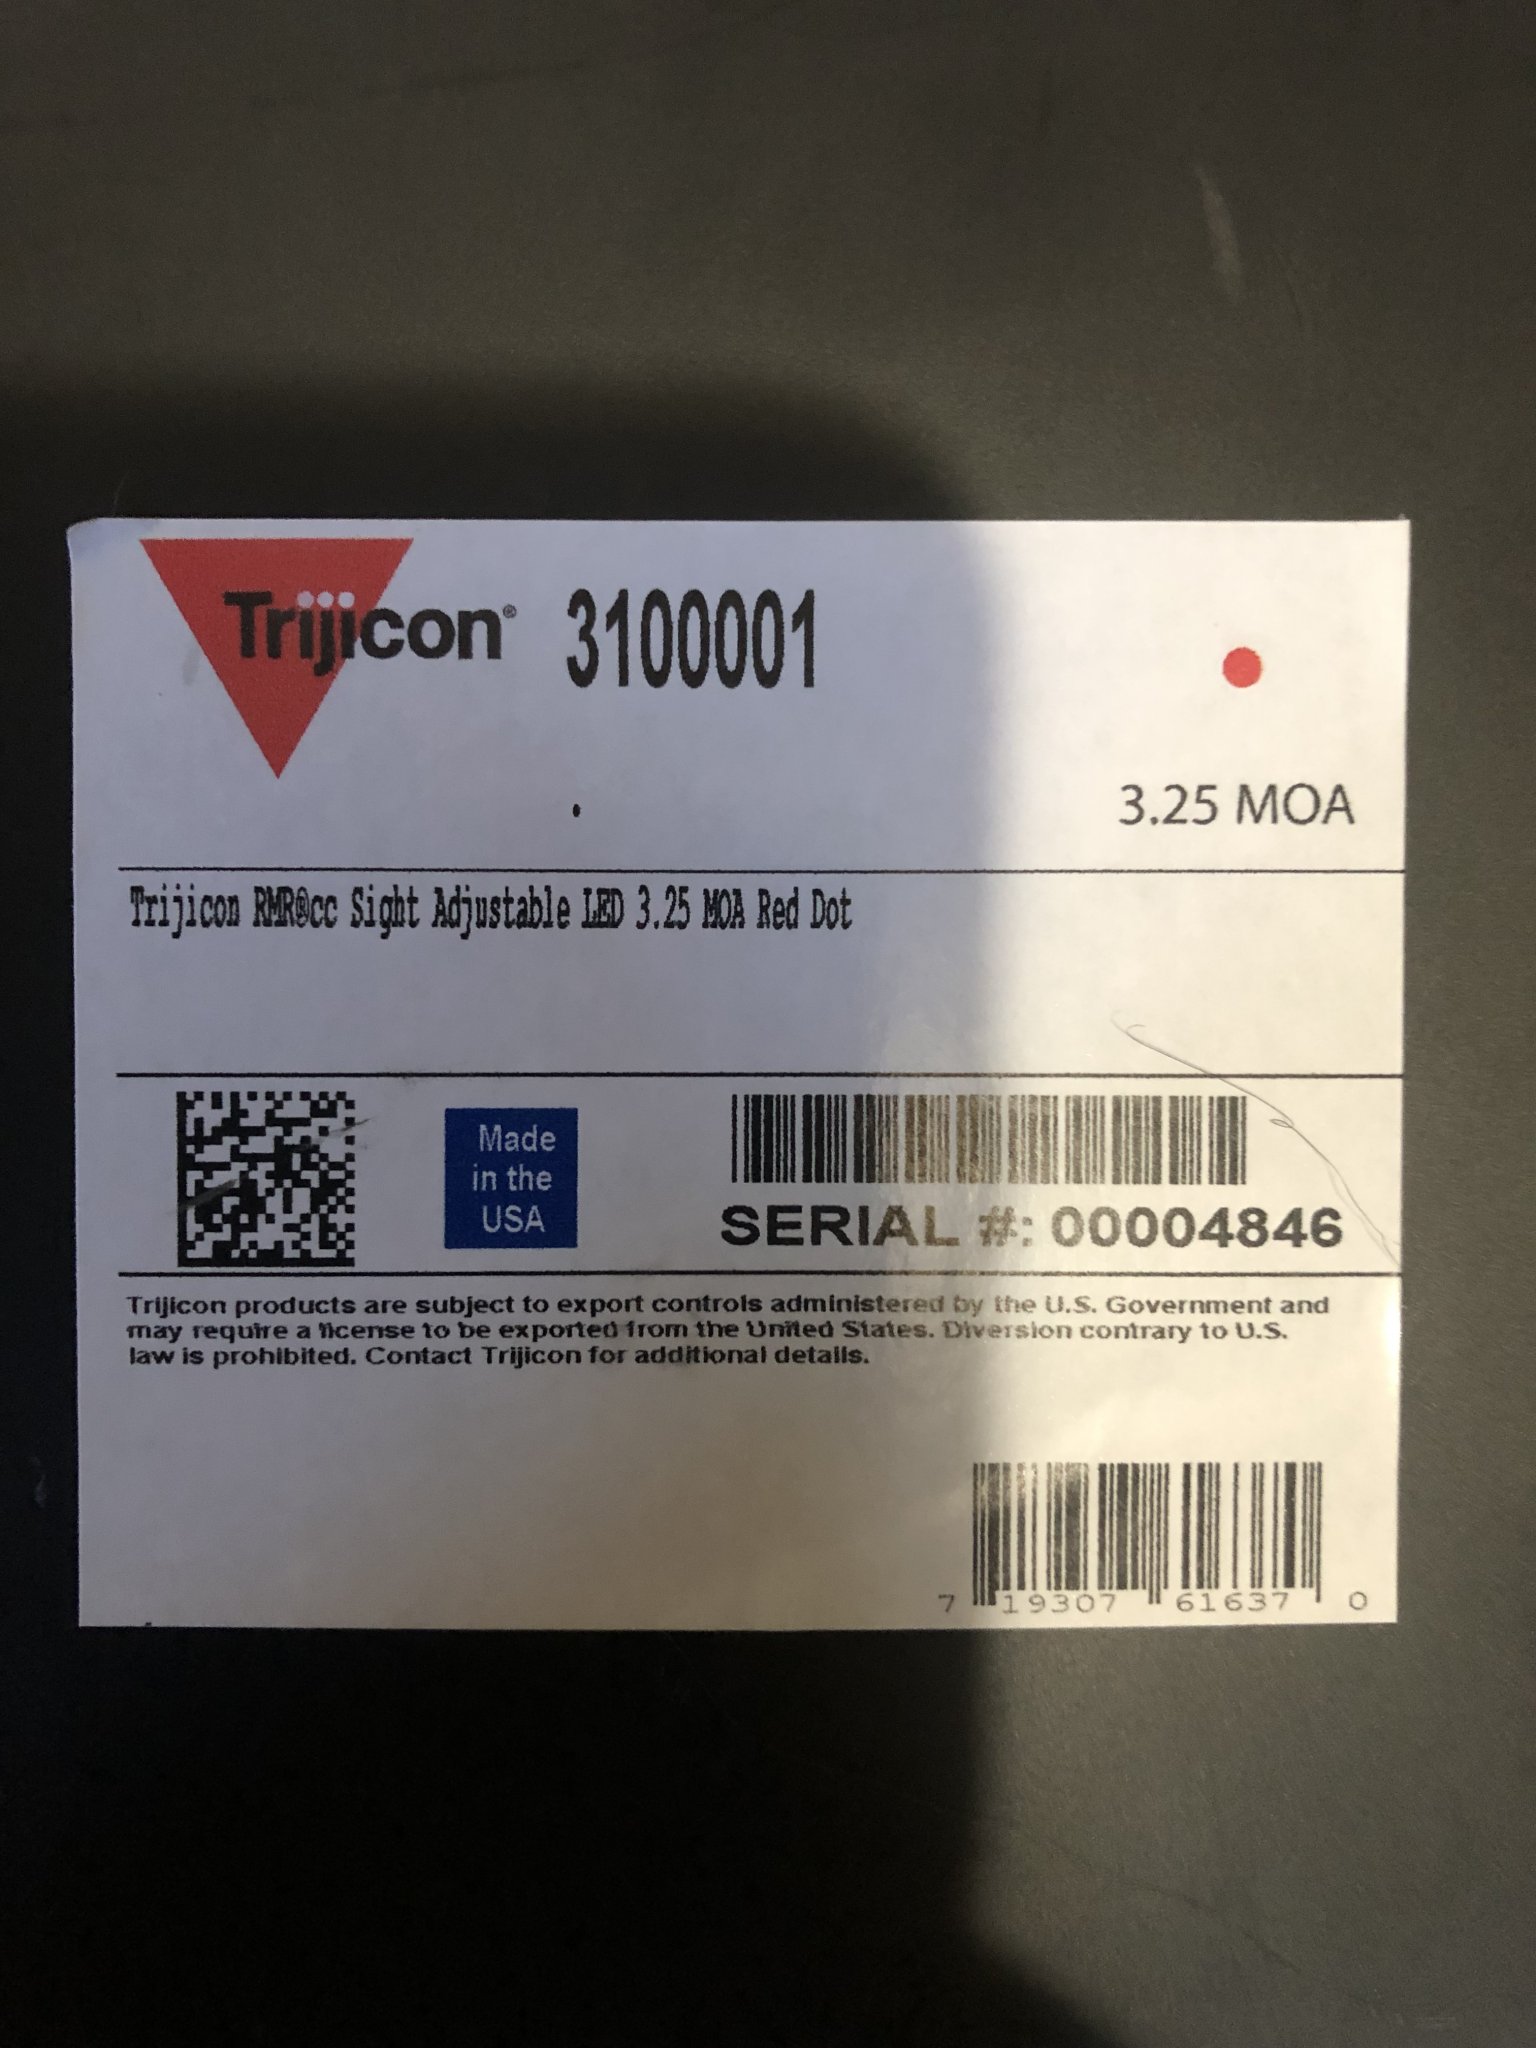 Trijicon® 3100001
3.25 MOA
Trijicon RMR®cc Sight Adjustable LED 3.25 MOA Red Dot
Made
in the
USA
SERIAL #: 00004846
Trijicon products are subject to export controls administered by the U.S. Government and
may require a license to be exported from the United States. Diversion contrary to U.S.
law is prohibited. Contact Trijicon for additional details.
7 19307 61637 0